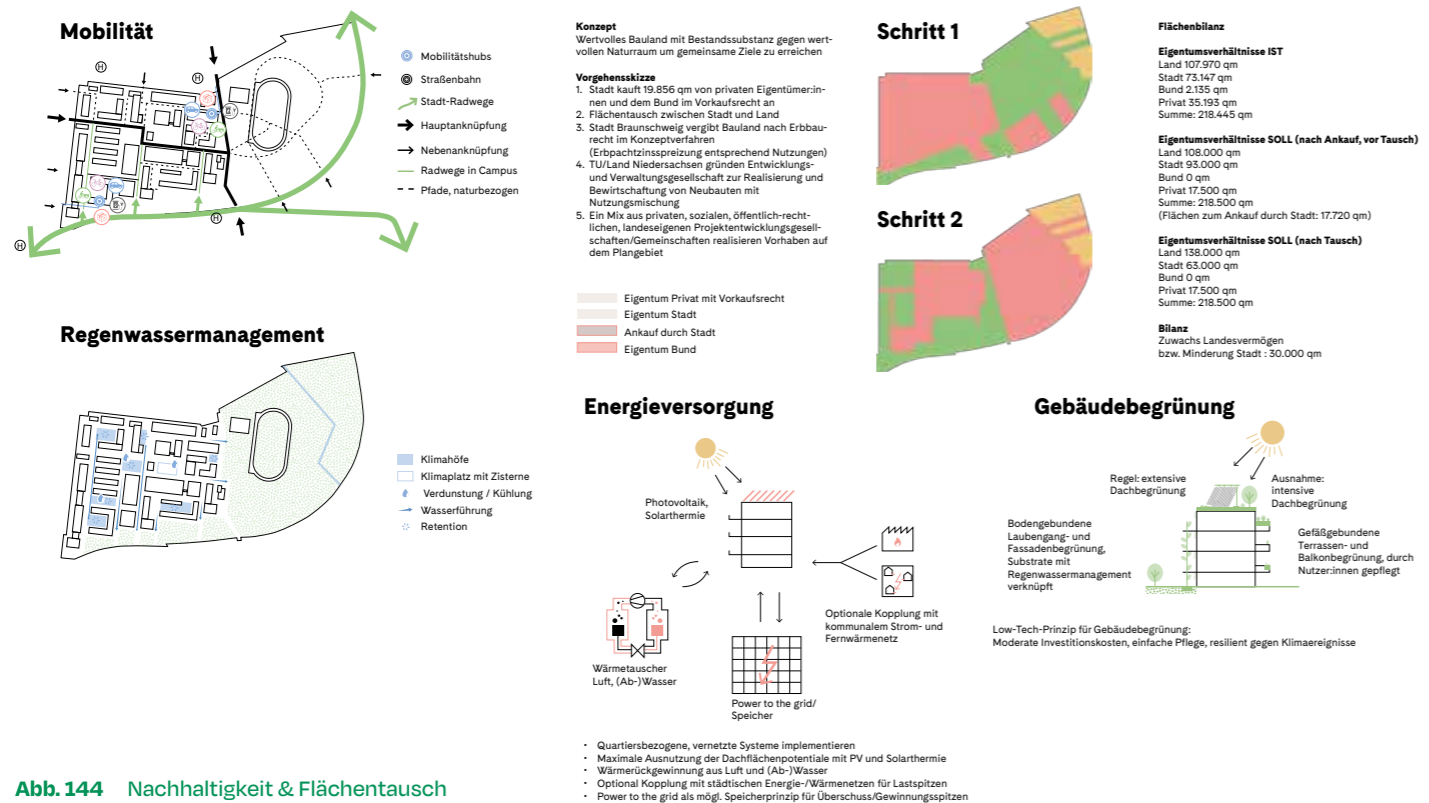 Mobilität
H
H
H
H
Mobilitätshubs
Straßenbahn
Stadt-Radwege
Hauptanknüpfung
Nebenanknüpfung
Radwege in Campus
Pfade, naturbezogen
Regenwassermanagement
Klimahöfe
Klimaplatz mit Zisterne
Verdunstung / Kühlung
Wasserführung
Retention
Konzept
Wertvolles Bauland mit Bestandssubstanz gegen wert-
vollen Naturraum um gemeinsame Ziele zu erreichen
Vorgehensskizze
1. Stadt kauft 19.856 qm von privaten Eigentümer:in-
nen und dem Bund im Vorkaufsrecht an
2. Flächentausch zwischen Stadt und Land
3. Stadt Braunschweig vergibt Bauland nach Erbbau-
recht im Konzeptverfahren
(Erbpachtzinsspreizung entsprechend Nutzungen)
4. TU/Land Niedersachsen gründen Entwicklungs-
und Verwaltungsgesellschaft zur Realisierung und
Bewirtschaftung von Neubauten mit
Nutzungsmischung
5. Ein Mix aus privaten, sozialen, öffentlich-recht-
lichen, landeseigenen Projektentwicklungsgesell-
schaften/Gemeinschaften realisieren Vorhaben auf
dem Plangebiet
Eigentum Privat mit Vorkaufsrecht
Eigentum Stadt
Ankauf durch Stadt
Eigentum Bund
Schritt 1
Schritt 2
Flächenbilanz
Eigentumsverhältnisse IST
Land 107.970 qm
Stadt 73.147 qm
Bund 2.135 qm
Privat 35.193 qm
Summe: 218.445 qm
Eigentumsverhältnisse SOLL (nach Ankauf, vor Tausch)
Land 108.000 qm
Stadt 93.000 qm
Bund 0 qm
Privat 17.500 qm
Summe: 218.500 qm
(Flächen zum Ankauf durch Stadt: 17.720 qm)
Eigentumsverhältnisse SOLL (nach Tausch)
Land 138.000 qm
Stadt 63.000 qm
Bund 0 qm
Privat 17.500 qm
Summe: 218.500 qm
Bilanz
Zuwachs Landesvermögen
bzw. Minderung Stadt : 30.000 qm
Energieversorgung
Photovoltaik,
Solarthermie
Optionale Kopplung mit
kommunalem Strom- und
Fernwärmenetz
Wärmetauscher
Luft, (Ab-)Wasser
Power to the grid/
Speicher
• Quartiersbezogene, vernetzte Systeme implementieren
• Maximale Ausnutzung der Dachflächenpotentiale mit PV und Solarthermie
• Wärmerückgewinnung aus Luft und (Ab-)Wasser
• Optional Kopplung mit städtischen Energie-/Wärmenetzen für Lastspitzen
• Power to the grid als mögl. Speicherprinzip für Überschuss/Gewinnungsspitzen
Gebäudebegrünung
Regel: extensive
Dachbegrünung
Ausnahme:
intensive
Dachbegrünung
Bodengebundene
Laubengang- und
Fassadenbegrünung,
Substrate mit
Regenwassermanagement
verknüpft
Gefäßgebundene
Terrassen- und
Balkonbegrünung, durch
Nutzer:innen gepflegt
Low-Tech-Prinzip für Gebäudebegrünung:
Moderate Investitionskosten, einfache Pflege, resilient gegen Klimaereignisse
Abb. 144 Nachhaltigkeit & Flächentausch